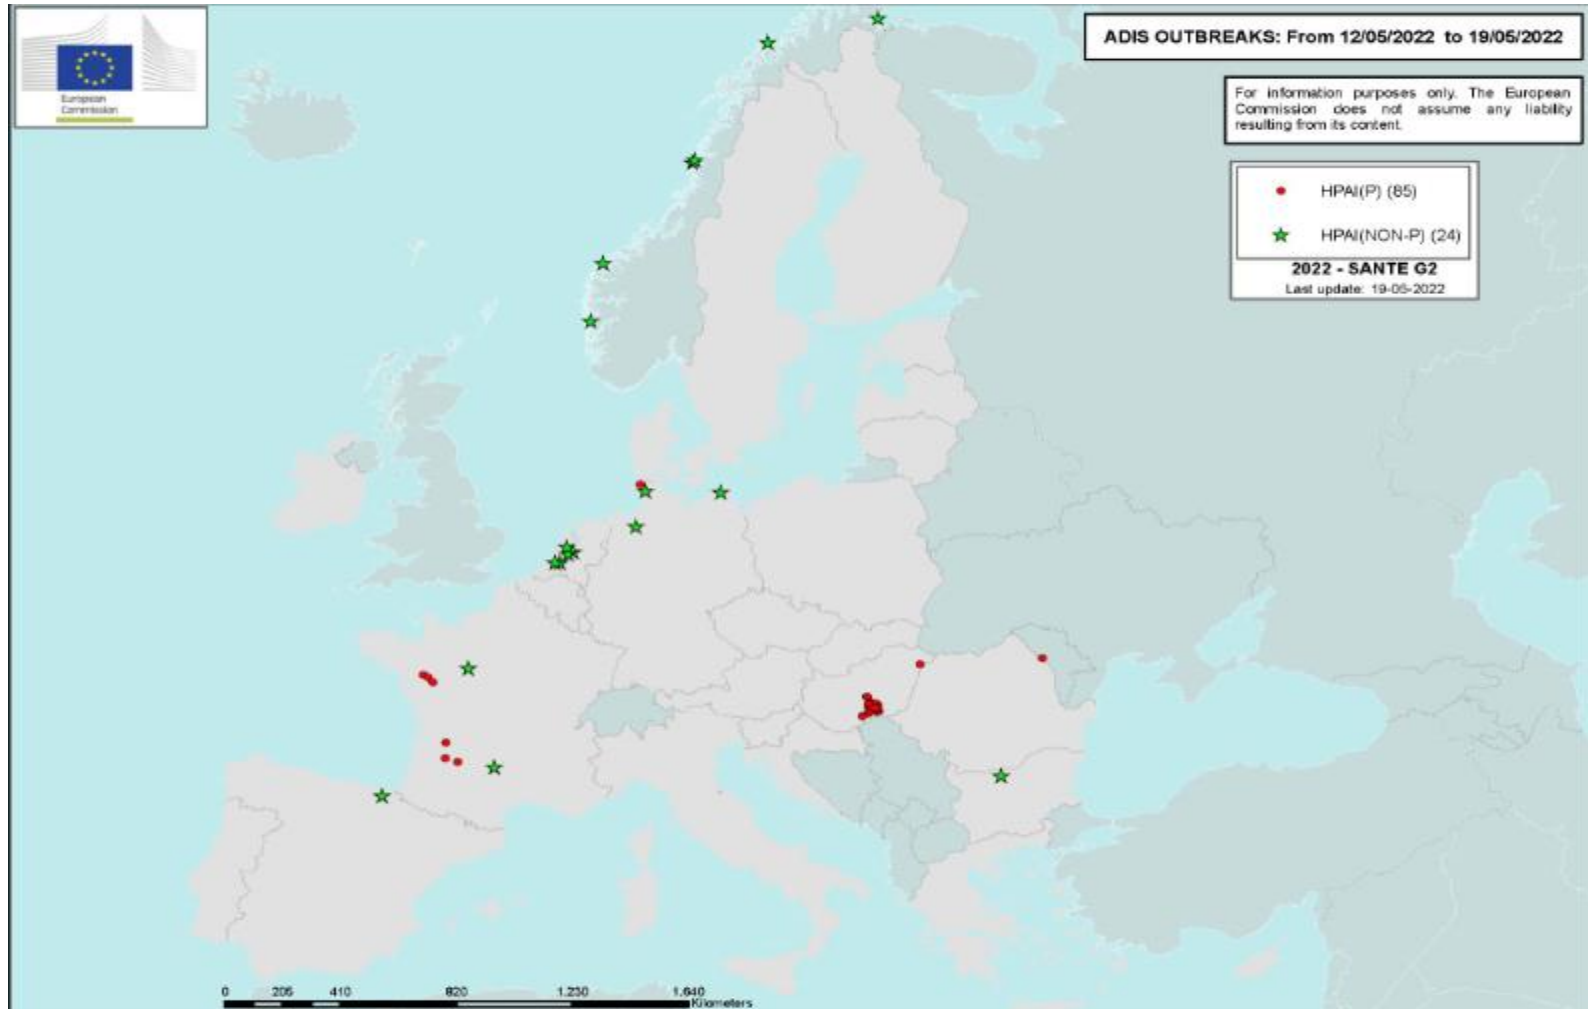 European
Commission
ADIS OUTBREAKS: From 12/05/2022 to 19/05/2022
For information purposes only. The European
Commission does not assume any liability
resulting from its content.
HPAI(P) (85)
HPAI(NON-P) (24)
2022 - SANTE G2
Last update: 19-05-2022
0 205 410 820 1.230 1.640
Kilometers